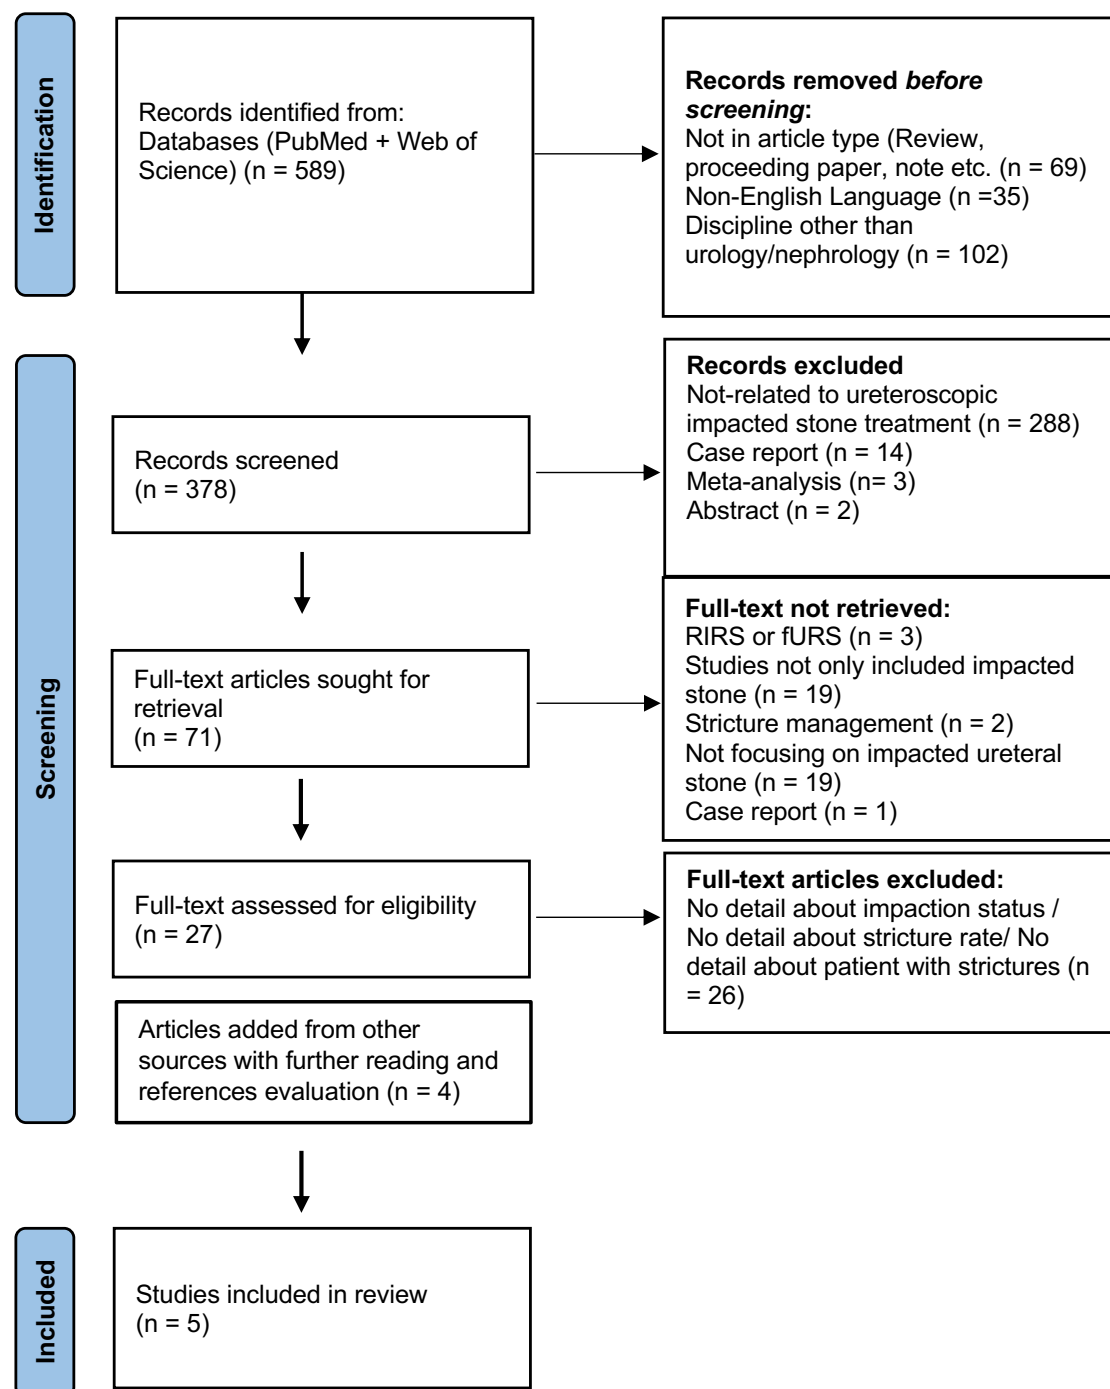 Identification
Records identified from:
Databases (PubMed + Web of
Science) (n = 589)
Records removed before
screening:
Not in article type (Review,
proceeding paper, note etc. (n = 69)
Non-English Language (n =35)
Discipline other than
urology/nephrology (n = 102)
Screening
Records screened
(n = 378)
Records excluded
Not-related to ureteroscopic
impacted stone treatment (n = 288)
Case report (n = 14)
Meta-analysis (n= 3)
Abstract (n = 2)
Full-text articles sought for
retrieval
(n = 71)
Full-text not retrieved:
RIRS or fURS (n = 3)
Studies not only included impacted
stone (n = 19)
Stricture management (n = 2)
Not focusing on impacted ureteral
stone (n = 19)
Case report (n = 1)
Full-text assessed for eligibility
(n = 27)
Full-text articles excluded:
No detail about impaction status /
No detail about stricture rate/ No
detail about patient with strictures (n
= 26)
Articles added from other
sources with further reading and
references evaluation (n = 4)
Included
Studies included in review
(n = 5)